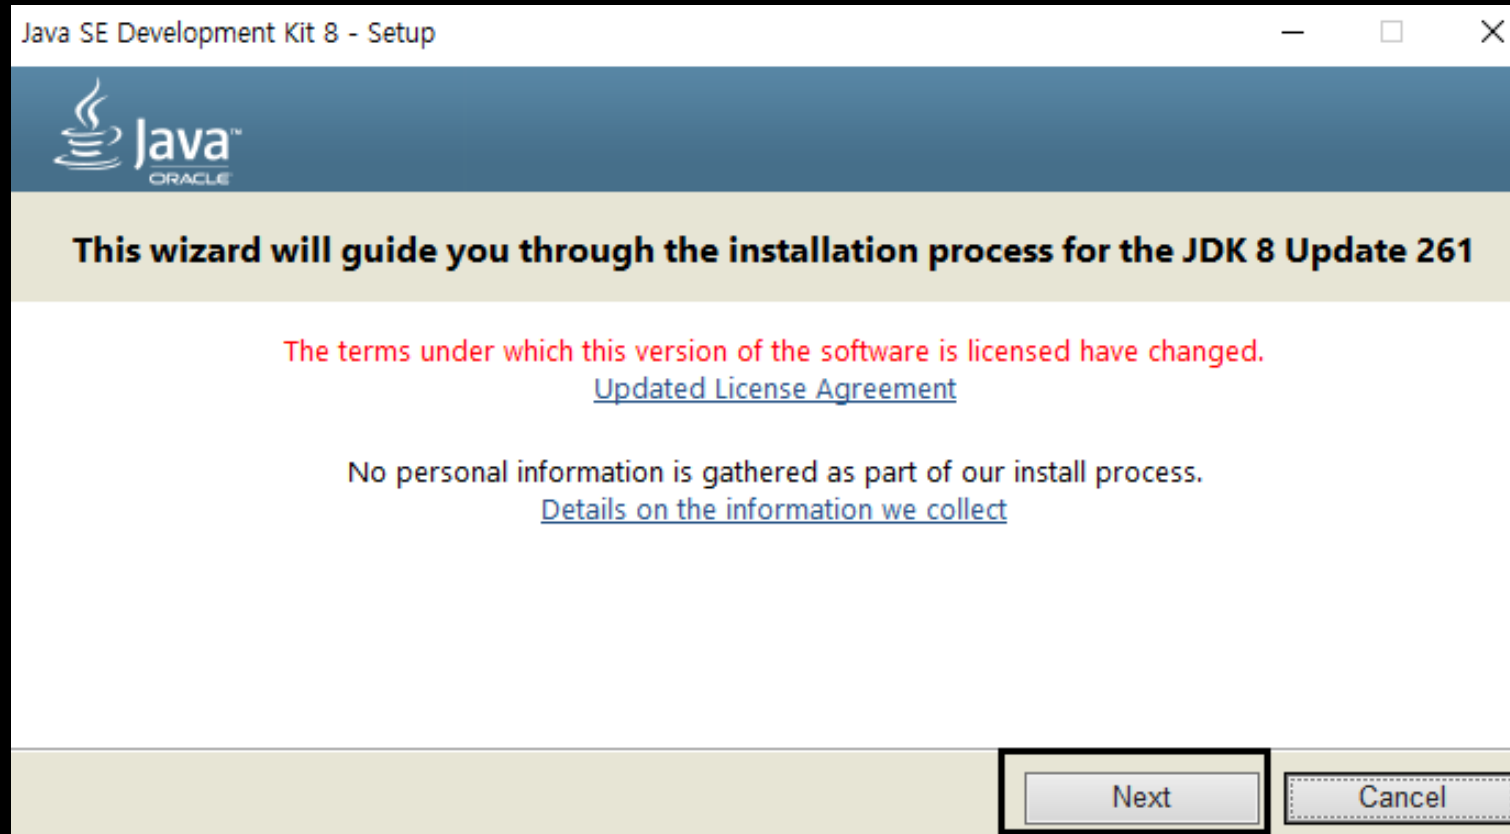 Java SE Development Kit 8 - Setup
Java™
ORACLE
This wizard will guide you through the installation process for the JDK 8 Update 261
The terms under which this version of the software is licensed have changed.
Updated License Agreement
No personal information is gathered as part of our install process.
Details on the information we collect
Next
Cancel